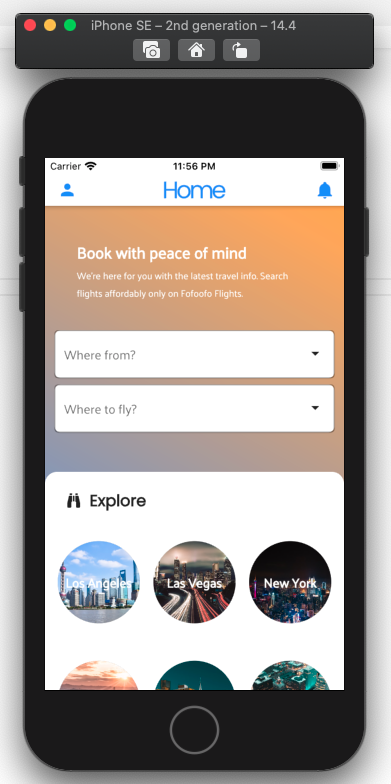 iPhone SE – 2nd generation – 14.4
Carrier 11:56 PM
Home
Book with peace of mind
We're here for you with the latest travel info. Search
flights affordably only on Fofoofo Flights.
Where from?
Where to fly?
Explore
Los Angeles Las Vegas New York